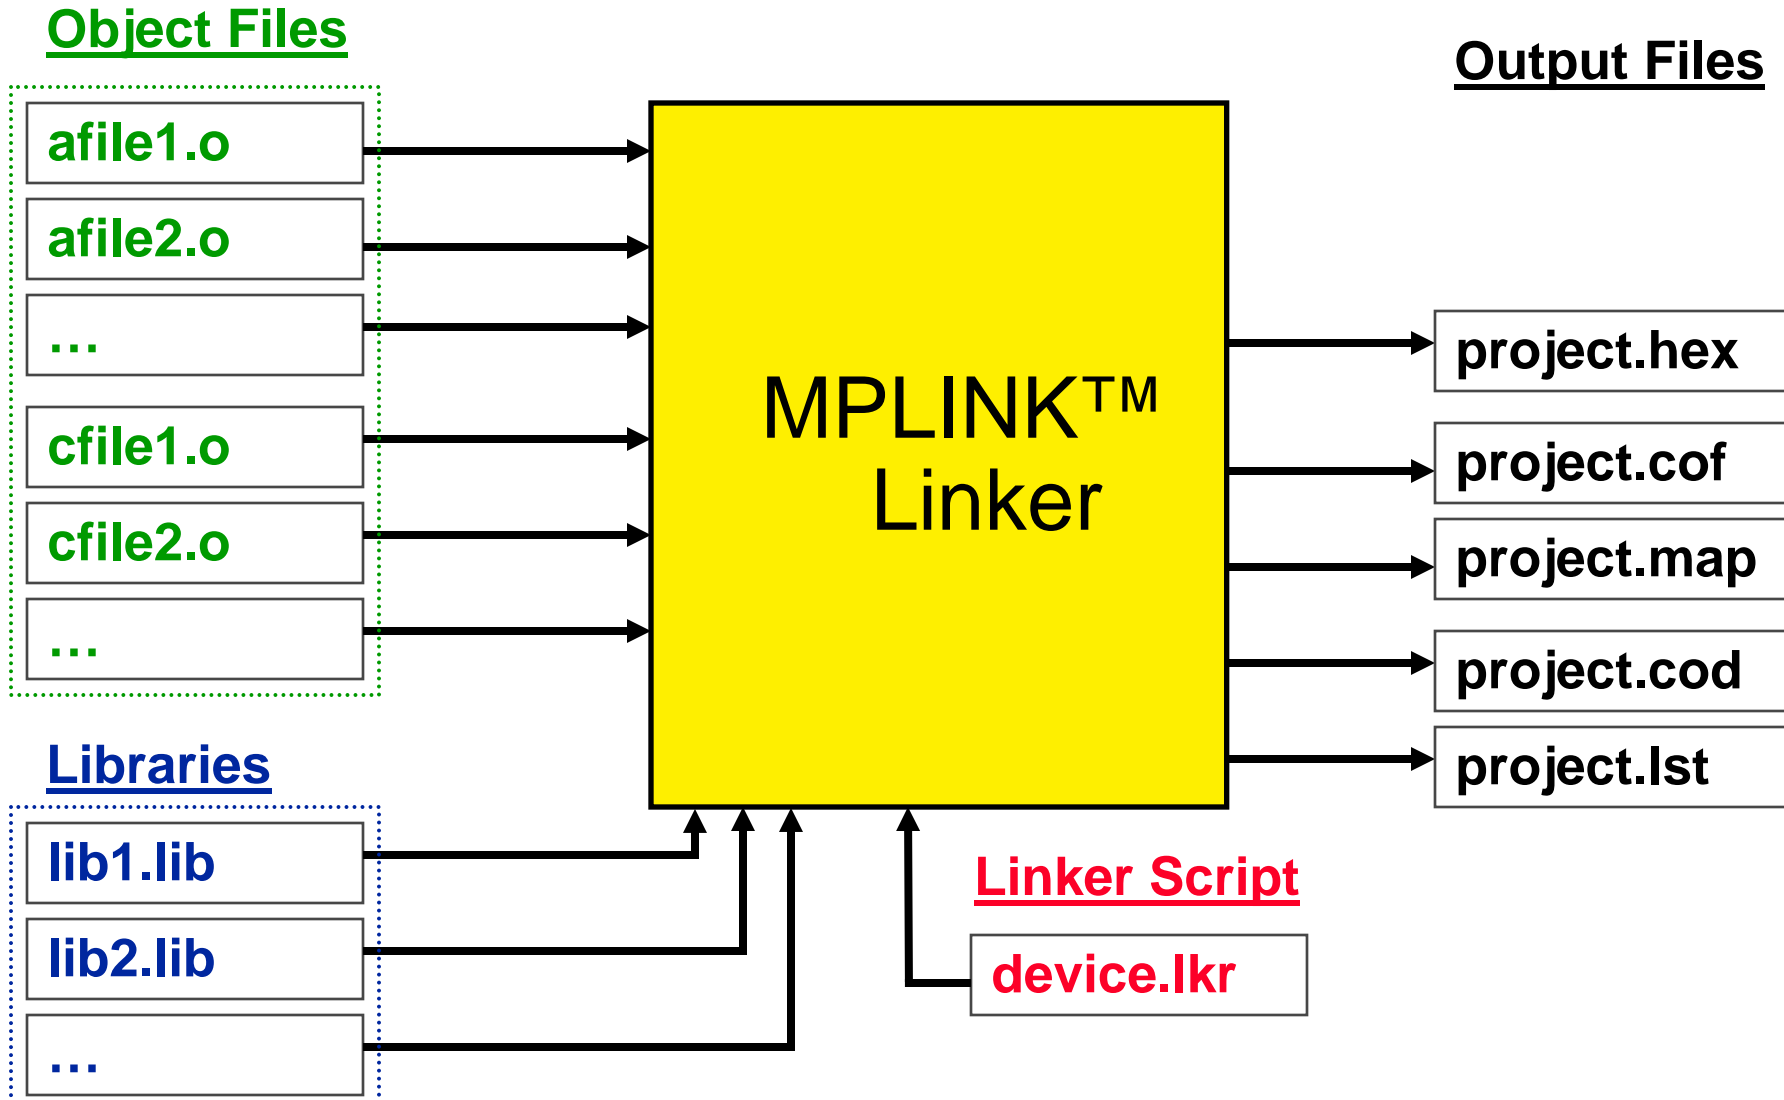 Object Files
afile1.o
afile2.o
...
cfile1.o
cfile2.o
...
Libraries
lib1.lib
lib2.lib
...
MPLINK™
Linker
Linker Script
device.lkr
Output Files
project.hex
project.cof
project.map
project.cod
project.lst